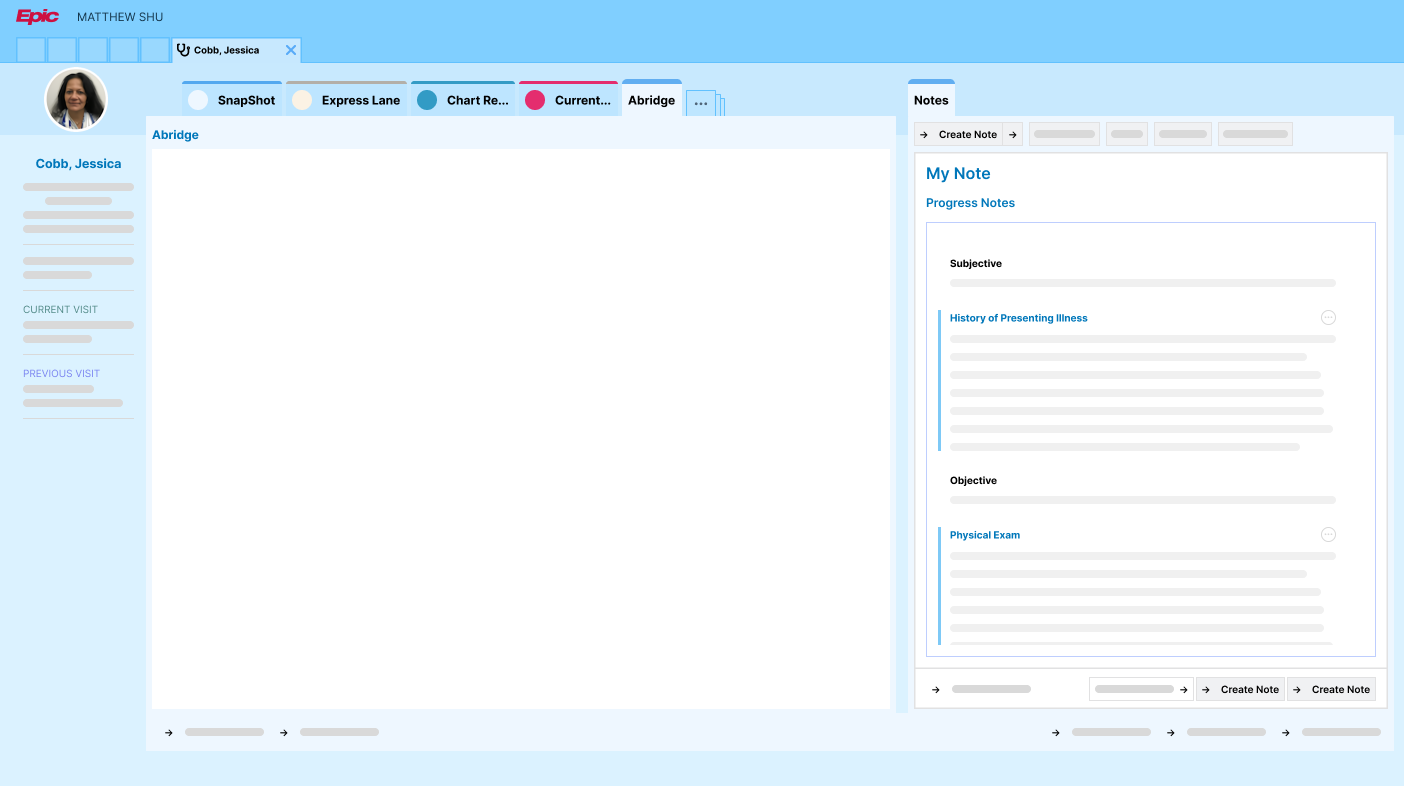 Epic MATTHEW SHU
Cobb, Jessica
SnapShot
Express Lane
Chart Re...
Current...
Abridge
...
Notes
Abridge
Create Note
Cobb, Jessica
CURRENT VISIT
PREVIOUS VISIT
My Note
Progress Notes
Subjective
History of Presenting Illness
Objective
Physical Exam
Create Note
Create Note